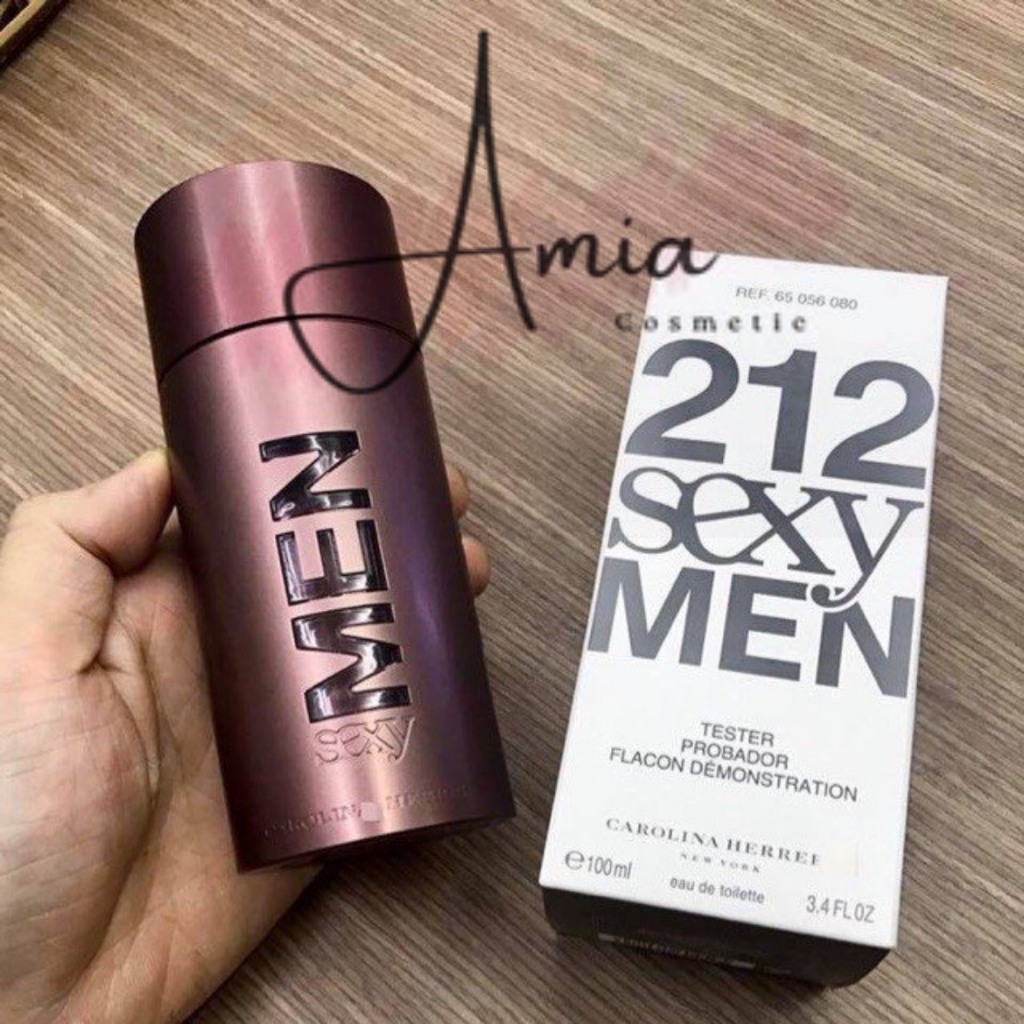 Amia
Cosmetic
MEN
sexy
REF. 65 056 080
212
sexy
MEN
TESTER
PROBADOR
FLACON DÉMONSTRATION
CAROLINA HERRE
NEW YORK
e100ml
eau de toilette
3.4 FL OZ